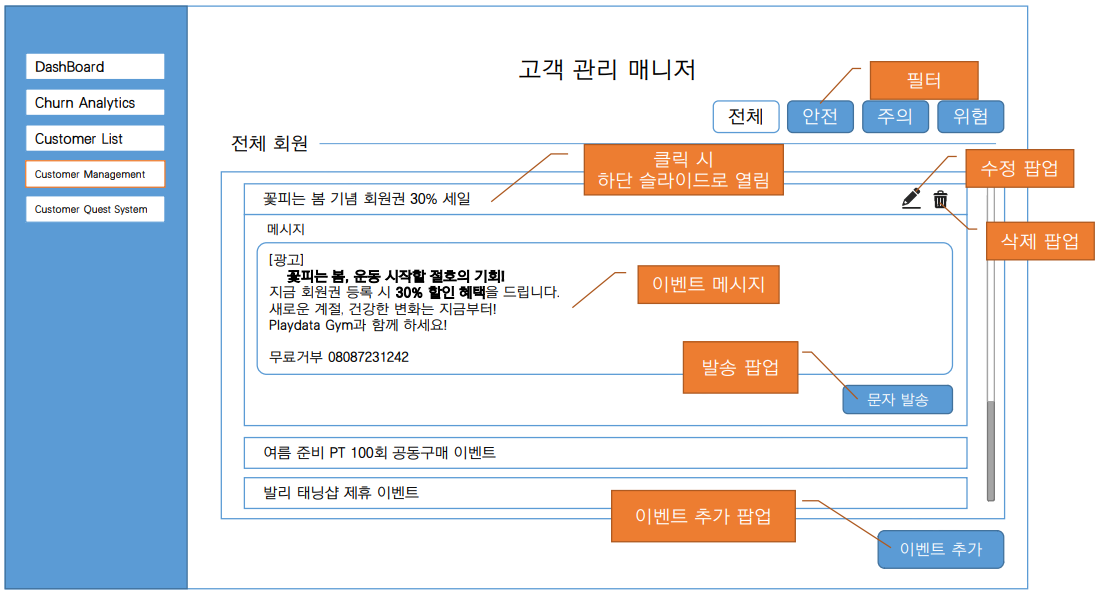 DashBoard
Churn Analytics
Customer List
Customer Management
Customer Quest System
고객 관리 매니저
필터
전체
안전
주의
위험
전체 회원
클릭 시
하단 슬라이드로 열림
수정 팝업
꽃피는 봄 기념 회원권 30% 세일
삭제 팝업
메시지
[광고]
꽃피는 봄, 운동 시작할 절호의 기회!
지금 회원권 등록 시 30% 할인 혜택을 드립니다.
새로운 계절, 건강한 변화는 지금부터!
Playdata Gym과 함께 하세요!
무료거부 08087231242
이벤트 메시지
발송 팝업
문자 발송
여름 준비 PT 100회 공동구매 이벤트
발리 태닝샵 제휴 이벤트
이벤트 추가 팝업
이벤트 추가